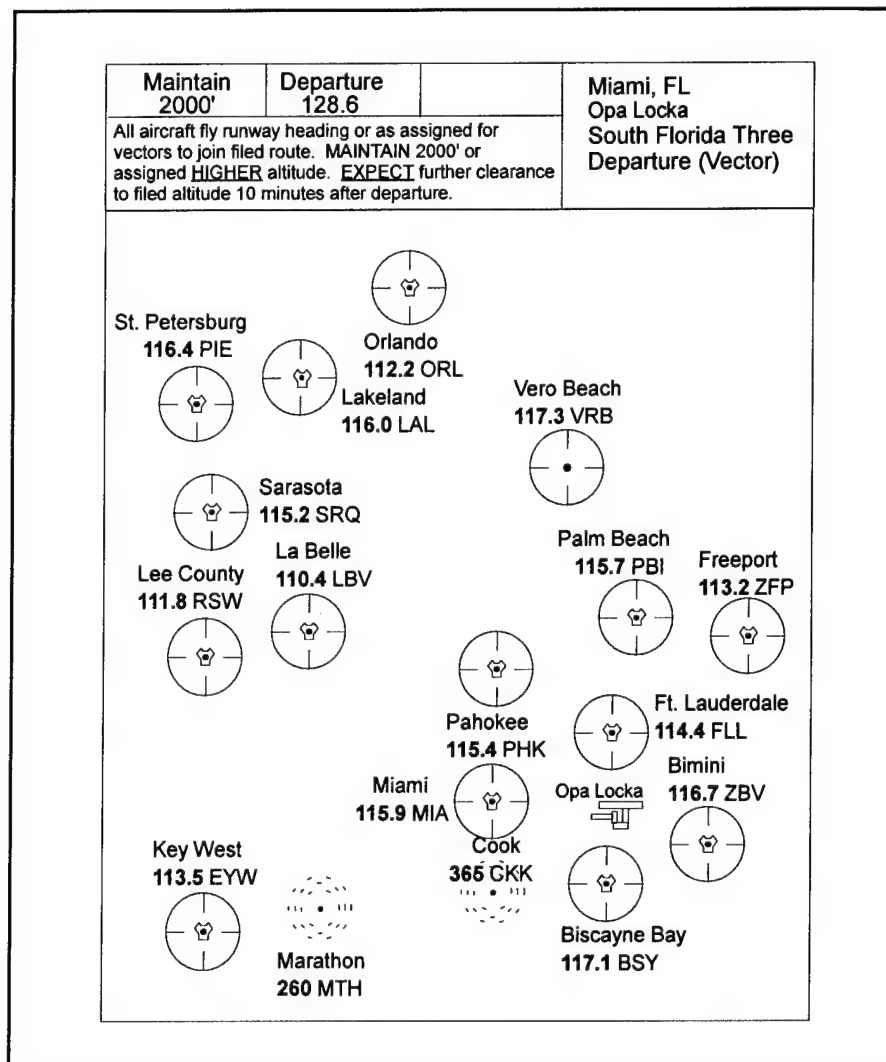 Maintain
2000'
Departure
128.6
Miami, FL
Opa Locka
South Florida Three
Departure (Vector)
All aircraft fly runway heading or as assigned for
vectors to join filed route. MAINTAIN 2000' or
assigned HIGHER altitude. EXPECT further clearance
to filed altitude 10 minutes after departure.
St. Petersburg
116.4 PIE
Orlando
112.2 ORL
Lakeland
116.0 LAL
Vero Beach
117.3 VRB
Sarasota
115.2 SRQ
La Belle
110.4 LBV
Lee County
111.8 RSW
Palm Beach
115.7 PBI
Freeport
113.2 ZFP
Pahokee
115.4 PHK
Ft. Lauderdale
114.4 FLL
Miami
115.9 MIA
Opa Locka
Bimini
116.7 ZBV
Cook
365 CKK
Key West
113.5 EYW
Marathon
260 MTH
Biscayne Bay
117.1 BSY